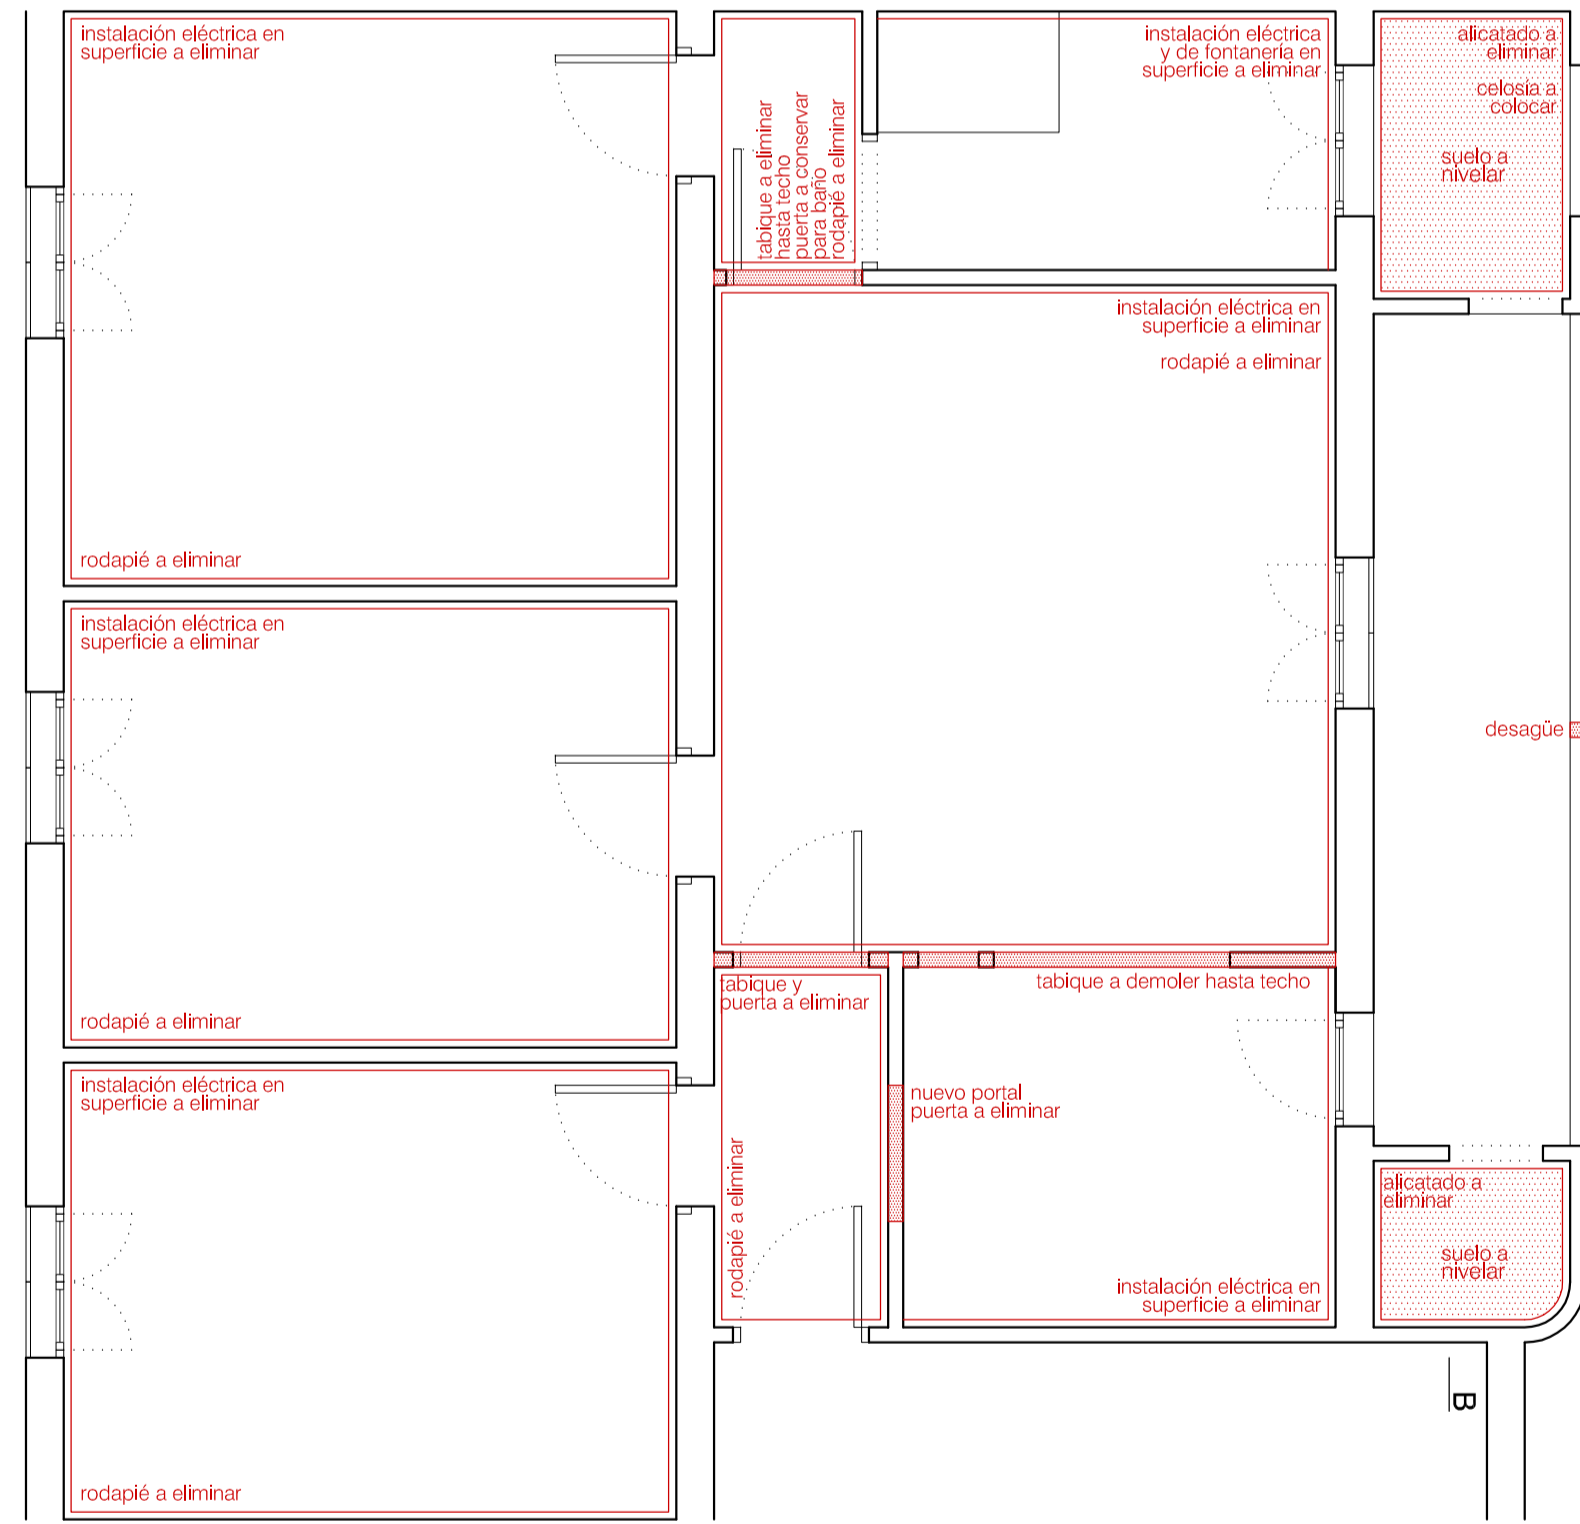 instalación eléctrica en
superficie a eliminar
rodapié a eliminar
tabique a eliminar
hasta techo
puerta a conservar
para baño
rodapié a eliminar
instalación eléctrica
y de fontanería en
superficie a eliminar
alicatado a
eliminar
celosía a
colocar
suelo a
nivelar
instalación eléctrica en
superficie a eliminar
rodapié a eliminar
instalación eléctrica en
superficie a eliminar
rodapié a eliminar
desagüe
tabique y
puerta a eliminar
rodapié a eliminar
tabique a demoler hasta techo
nuevo portal
puerta a eliminar
instalación eléctrica en
superficie a eliminar
instalación eléctrica en
superficie a eliminar
rodapié a eliminar
alicatado a
eliminar
suelo a
nivelar
B